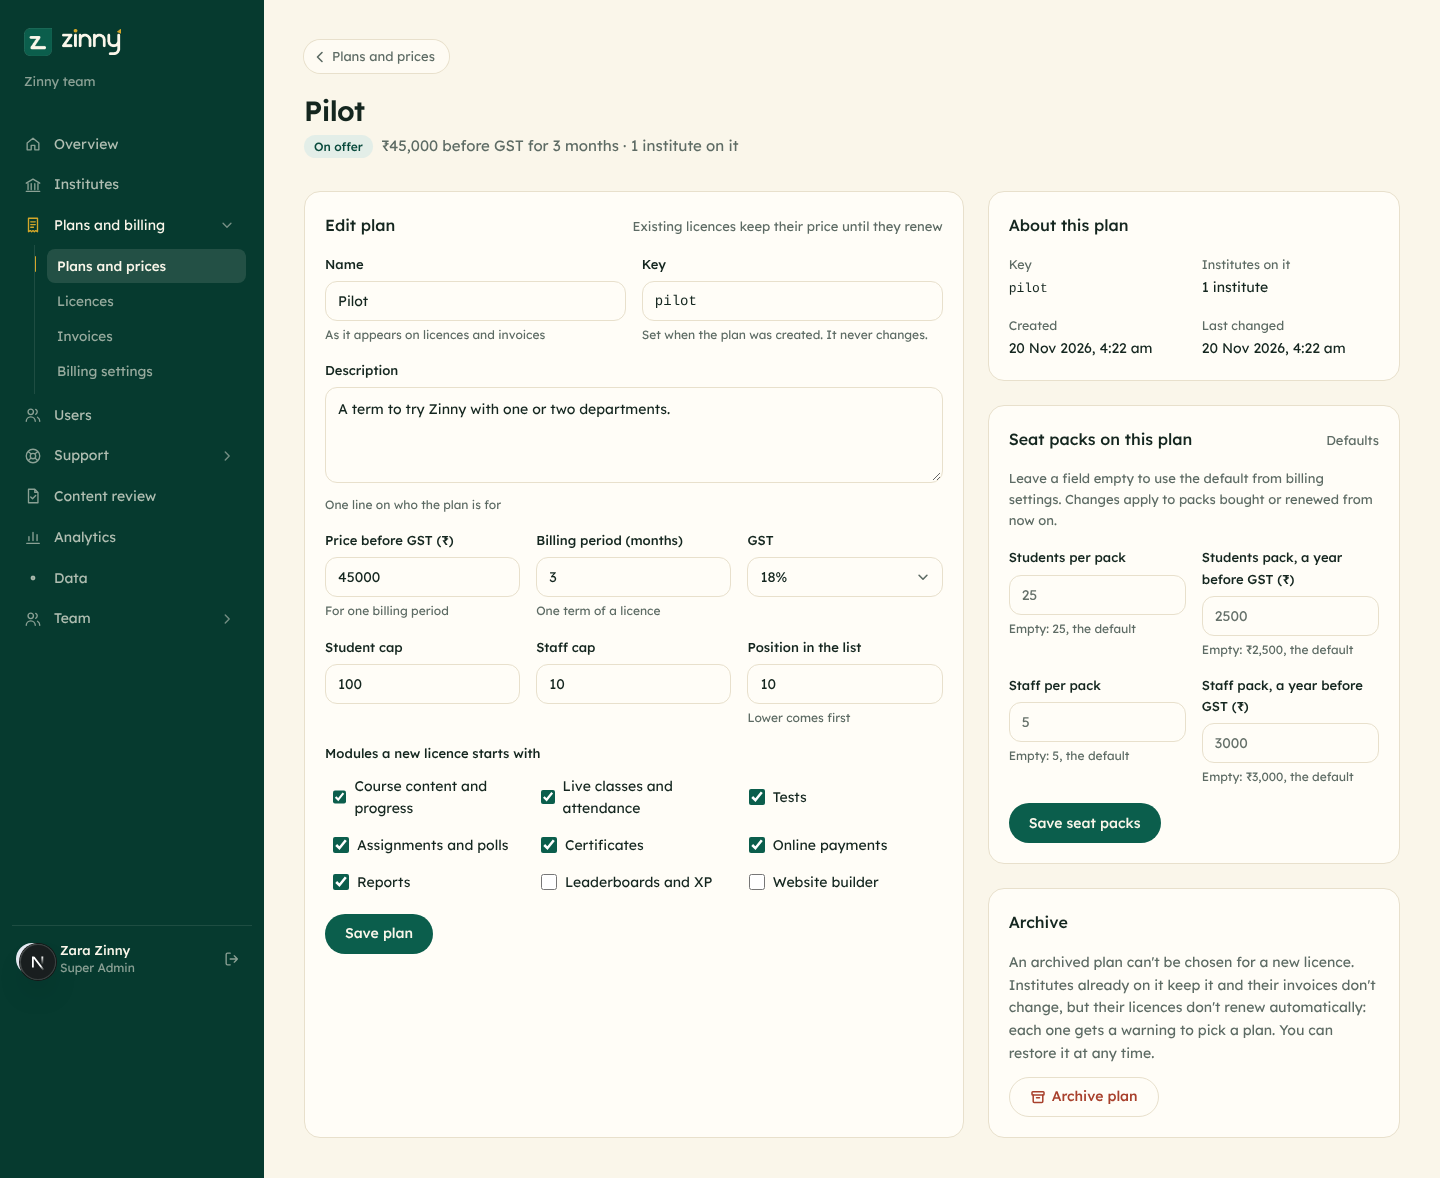 zinny
Zinny team
Overview
Institutes
Plans and billing
Plans and prices
Licences
Invoices
Billing settings
Users
Support
Content review
Analytics
Data
Team
N
Zara Zinny
Super Admin
Plans and prices
Pilot
On offer ₹45,000 before GST for 3 months · 1 institute on it
Edit plan
Existing licences keep their price until they renew
Name
Key
Pilot
pilot
As it appears on licences and invoices
Set when the plan was created. It never changes.
Description
A term to try Zinny with one or two departments.
One line on who the plan is for
Price before GST (₹)
Billing period (months)
GST
45000
3
18%
For one billing period
One term of a licence
Student cap
Staff cap
Position in the list
100
10
10
Lower comes first
Modules a new licence starts with
Course content and
progress
Live classes and
attendance
Tests
Assignments and polls
Certificates
Online payments
Reports
Leaderboards and XP
Website builder
Save plan
About this plan
Key
Institutes on it
pilot
1 institute
Created
Last changed
20 Nov 2026, 4:22 am
20 Nov 2026, 4:22 am
Seat packs on this plan
Defaults
Leave a field empty to use the default from billing
settings. Changes apply to packs bought or renewed from
now on.
Students per pack
25
Empty: 25, the default
Students pack, a year
before GST (₹)
2500
Empty: ₹2,500, the default
Staff per pack
5
Empty: 5, the default
Staff pack, a year before
GST (₹)
3000
Empty: ₹3,000, the default
Save seat packs
Archive
An archived plan can't be chosen for a new licence.
Institutes already on it keep it and their invoices don't
change, but their licences don't renew automatically:
each one gets a warning to pick a plan. You can
restore it at any time.
Archive plan